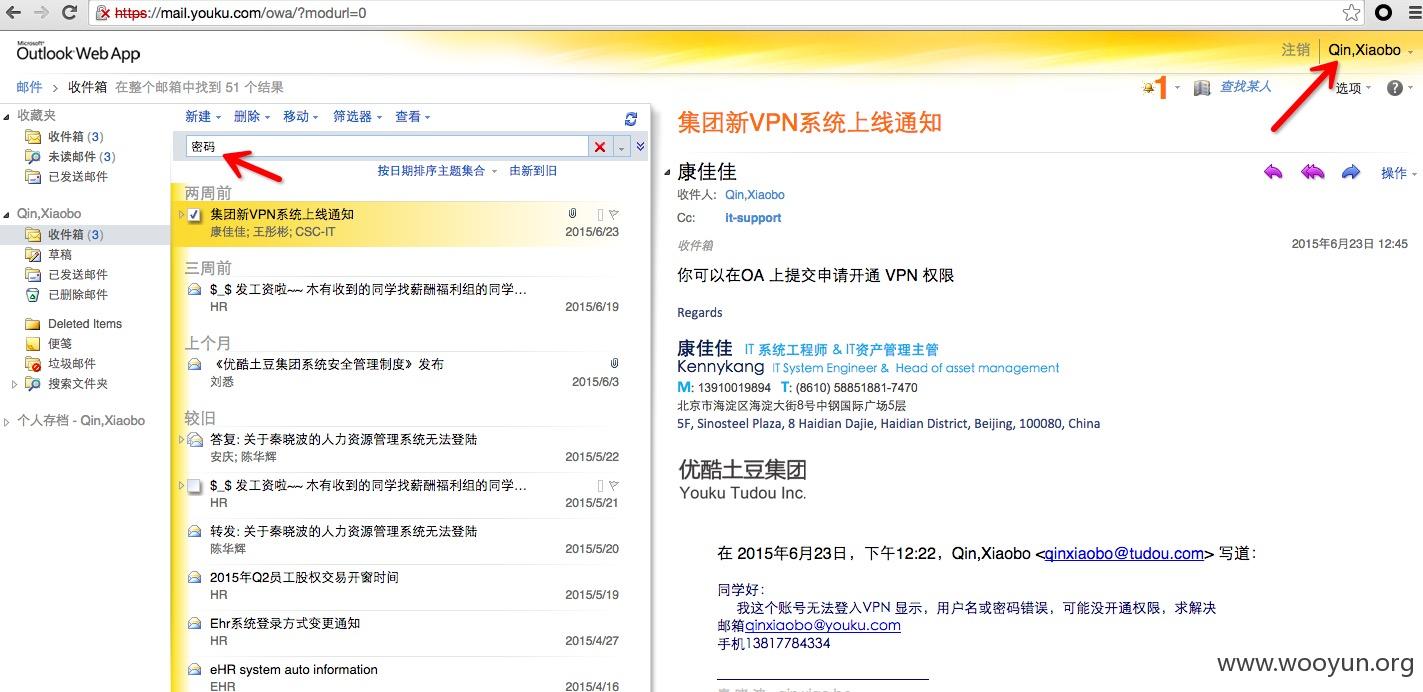 https://mail.youku.com/owa/?modurl=0
Microsoft®
Outlook Web App
注销 Qin,Xiaobo
邮件 > 收件箱 在整个邮箱中找到 51 个结果
1 查找某人 选项
收藏夹
收件箱 (3)
未读邮件 (3)
已发送邮件
Qin,Xiaobo
收件箱 (3)
草稿
已发送邮件
已删除邮件
Deleted Items
便笺
垃圾邮件
搜索文件夹
个人存档 - Qin,Xiaobo
新建 删除 移动 筛选器 查看
密码
按日期排序主题集合 由新到旧
两周前
集团新VPN系统上线通知
康佳佳; 王彤彬; CSC-IT 2015/6/23
三周前
$_$ 发工资啦~~ 木有收到的同学找薪酬福利组的同学…
HR 2015/6/19
上个月
《优酷土豆集团系统安全管理制度》发布
刘悉 2015/6/3
较旧
答复: 关于秦晓波的人力资源管理系统无法登陆
安庆; 陈华辉 2015/5/22
$_$ 发工资啦~~ 木有收到的同学找薪酬福利组的同学…
HR 2015/5/21
转发: 关于秦晓波的人力资源管理系统无法登陆
陈华辉 2015/5/20
2015年Q2员工股权交易开窗时间
HR 2015/5/19
Ehr系统登录方式变更通知
HR 2015/4/27
eHR system auto information
EHR 2015/4/16
集团新VPN系统上线通知
康佳佳
操作
收件人: Qin,Xiaobo
Cc: it-support
收件箱 2015年6月23日 12:45
你可以在OA 上提交申请开通 VPN 权限
Regards
康佳佳 IT 系统工程师 & IT资产管理主管
Kennykang IT System Engineer & Head of asset management
M: 13910019894 T: (8610) 58851881-7470
北京市海淀区海淀大街8号中钢国际广场5层
5F, Sinosteel Plaza, 8 Haidian Dajie, Haidian District, Beijing, 100080, China
优酷土豆集团
Youku Tudou Inc.
在 2015年6月23日，下午12:22，Qin,Xiaobo <qinxiaobo@tudou.com> 写道：
同学好：
我这个账号无法登入VPN 显示，用户名或密码错误，可能没开通权限，求解决
邮箱qinxiaobo@youku.com
手机13817784334
www.wooyun.org